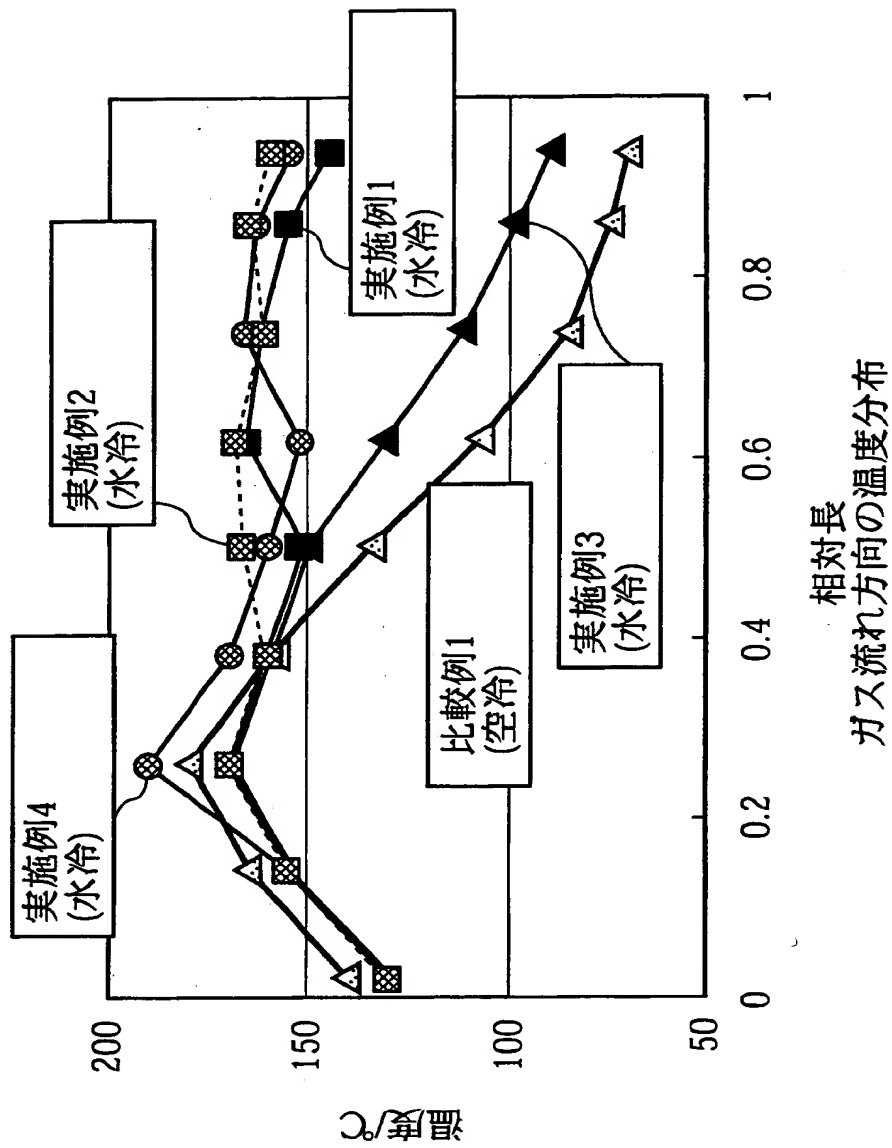 200
150
100
50
温度/℃
0
0.2
0.4
0.6
0.8
1
相対長
ガス流れ方向の温度分布
実施例4
(水冷)
実施例2
(水冷)
実施例1
(水冷)
比較例1
(空冷)
実施例3
(水冷)